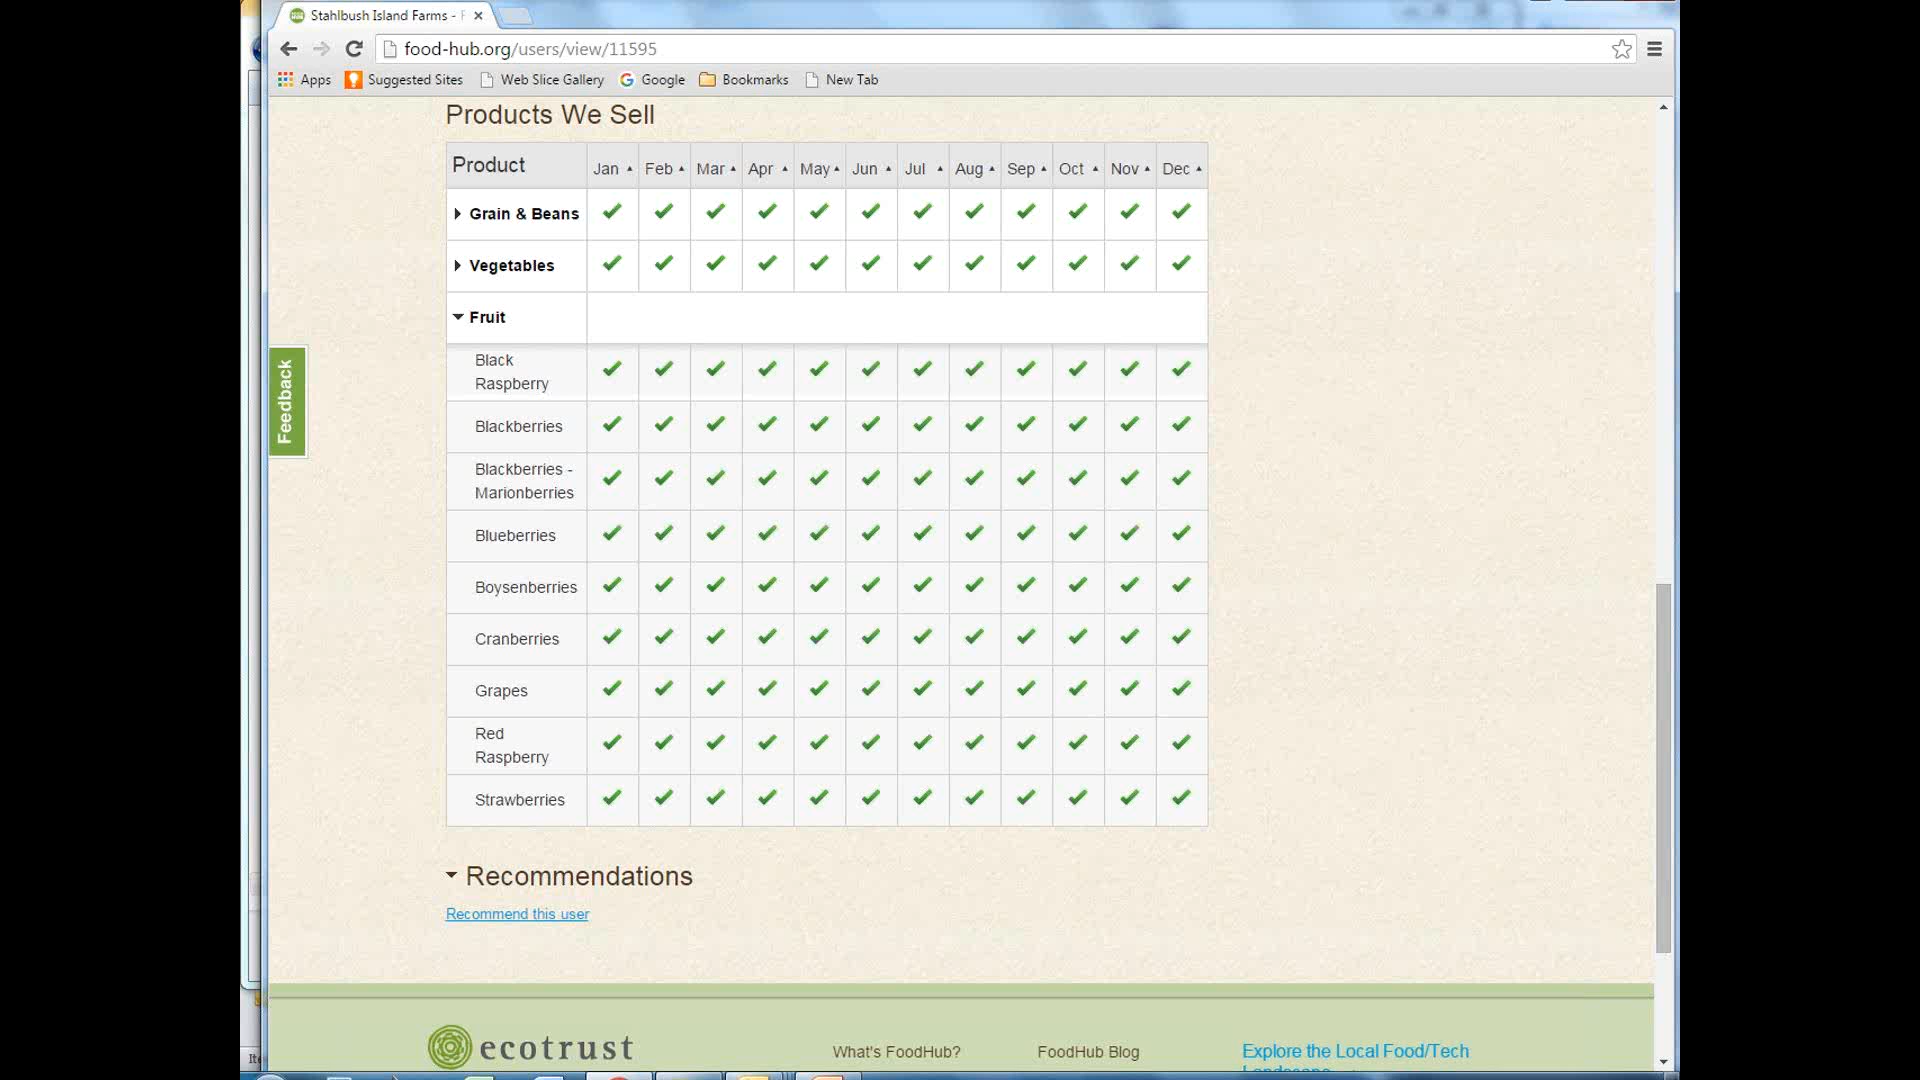 Stahlbush Island Farms - F
food-hub.org/users/view/11595
Apps Suggested Sites Web Slice Gallery Google Bookmarks New Tab
Products We Sell
Product Jan Feb Mar Apr May Jun Jul Aug Sep Oct Nov Dec
Grain & Beans
Vegetables
Fruit
Black
Raspberry
Blackberries
Blackberries -
Marionberries
Blueberries
Boysenberries
Cranberries
Grapes
Red
Raspberry
Strawberries
Feedback
Recommendations
Recommend this user
ecotrust
What's FoodHub?
FoodHub Blog
Explore the Local Food/Tech
Landscape